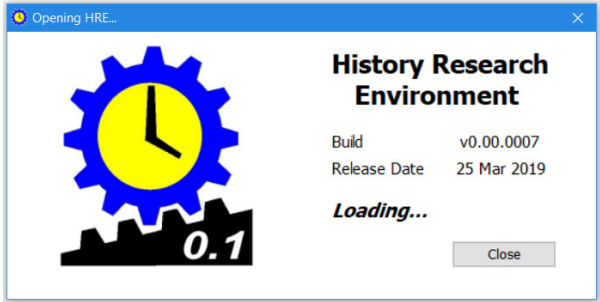 Opening HRE...
History Research
Environment
Build v0.00.0007
Release Date 25 Mar 2019
Loading...
0.1
Close